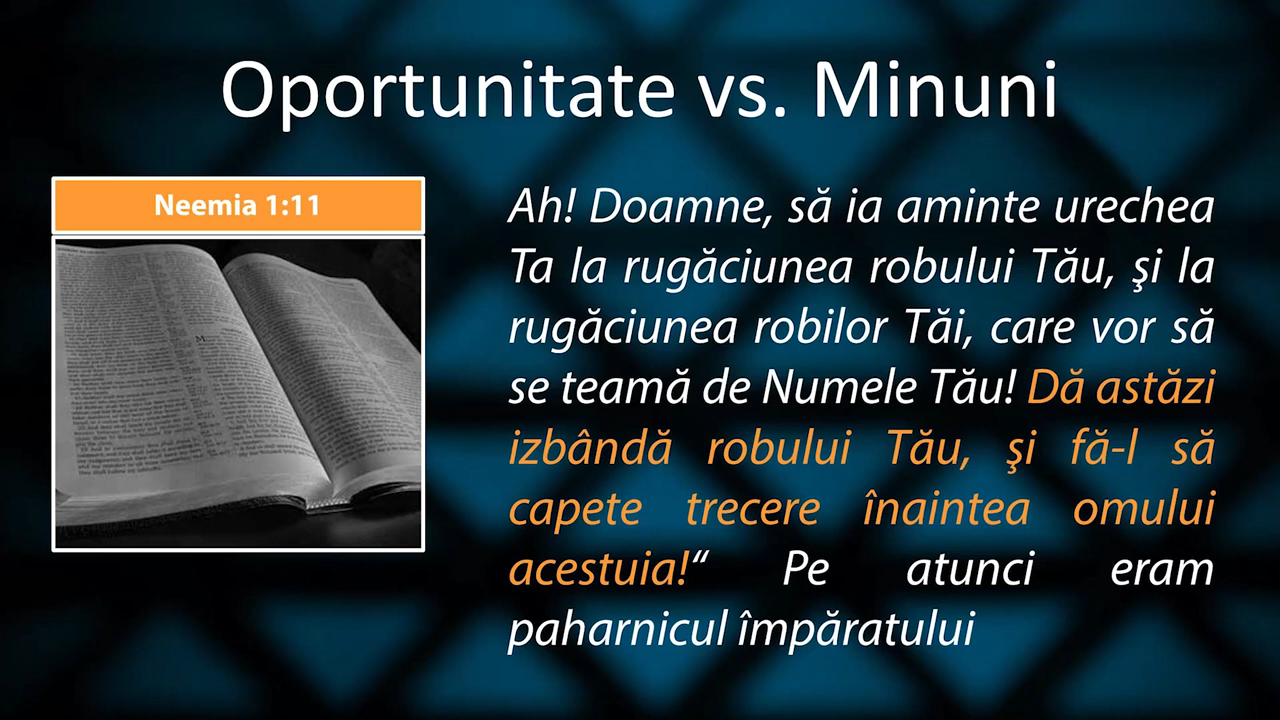 Oportunitate vs. Minuni
Neemia 1:11
Ah! Doamne, să ia aminte urechea
Ta la rugăciunea robului Tău, şi la
rugăciunea robilor Tăi, care vor să
se teamă de Numele Tău! Dă astăzi
izbândă robului Tău, şi fă-l să
capete trecere înaintea omului
acestuia!“ Pe atunci eram
paharnicul împăratului